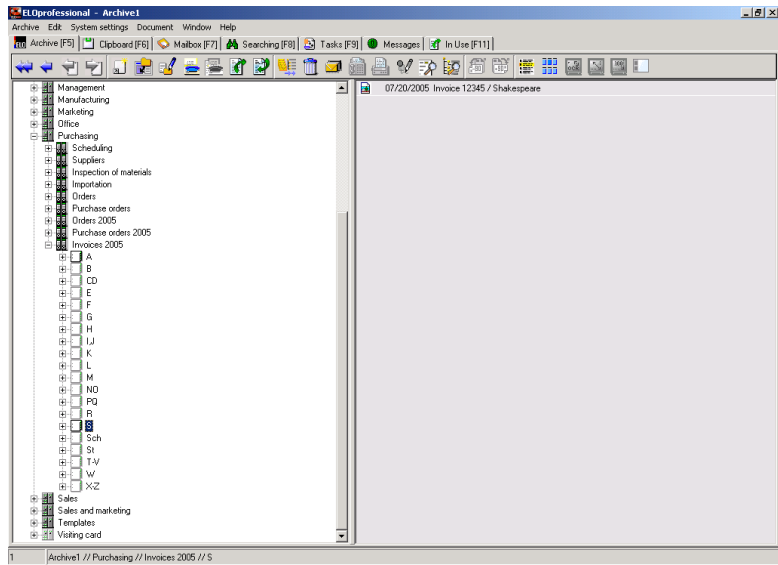 ELOprofessional - Archive1
Archive Edit System settings Document Window Help
Archive [F5] Clipboard [F6] Mailbox [F7] Searching [F8] Tasks [F9] Messages In Use [F11]
Management
07/20/2005 Invoice 12345 / Shakespeare
Manufacturing
Marketing
Office
Purchasing
Scheduling
Suppliers
Inspection of materials
Importation
Orders
Purchase orders
Orders 2005
Purchase orders 2005
Invoices 2005
A
B
CD
E
F
G
H
IJ
K
L
M
NO
PQ
R
S
Sch
St
T-V
W
X-Z
Sales
Sales and marketing
Templates
Visiting card
1 Archive1 // Purchasing // Invoices 2005 // S